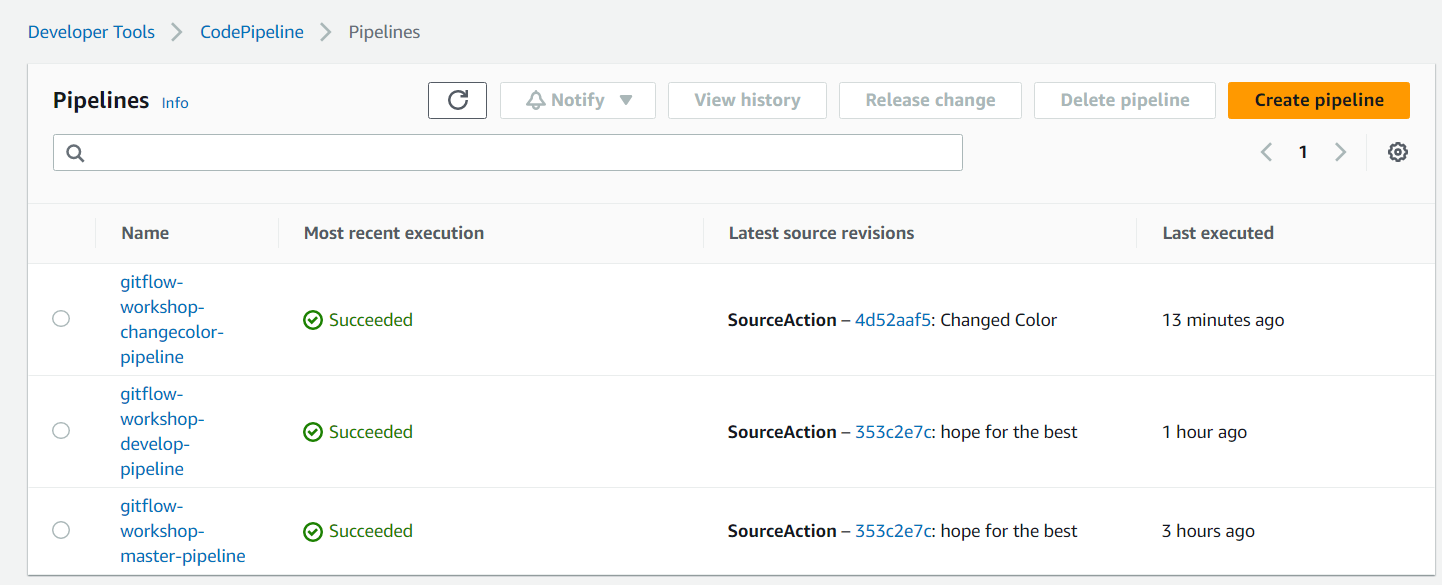 Developer Tools > CodePipeline > Pipelines
Pipelines Info Notify View history Release change Delete pipeline Create pipeline
1
Name Most recent execution Latest source revisions Last executed
gitflow-
workshop-
changecolor-
pipeline
Succeeded SourceAction – 4d52aaf5: Changed Color 13 minutes ago
gitflow-
workshop-
develop-
pipeline
Succeeded SourceAction – 353c2e7c: hope for the best 1 hour ago
gitflow-
workshop-
master-pipeline
Succeeded SourceAction – 353c2e7c: hope for the best 3 hours ago